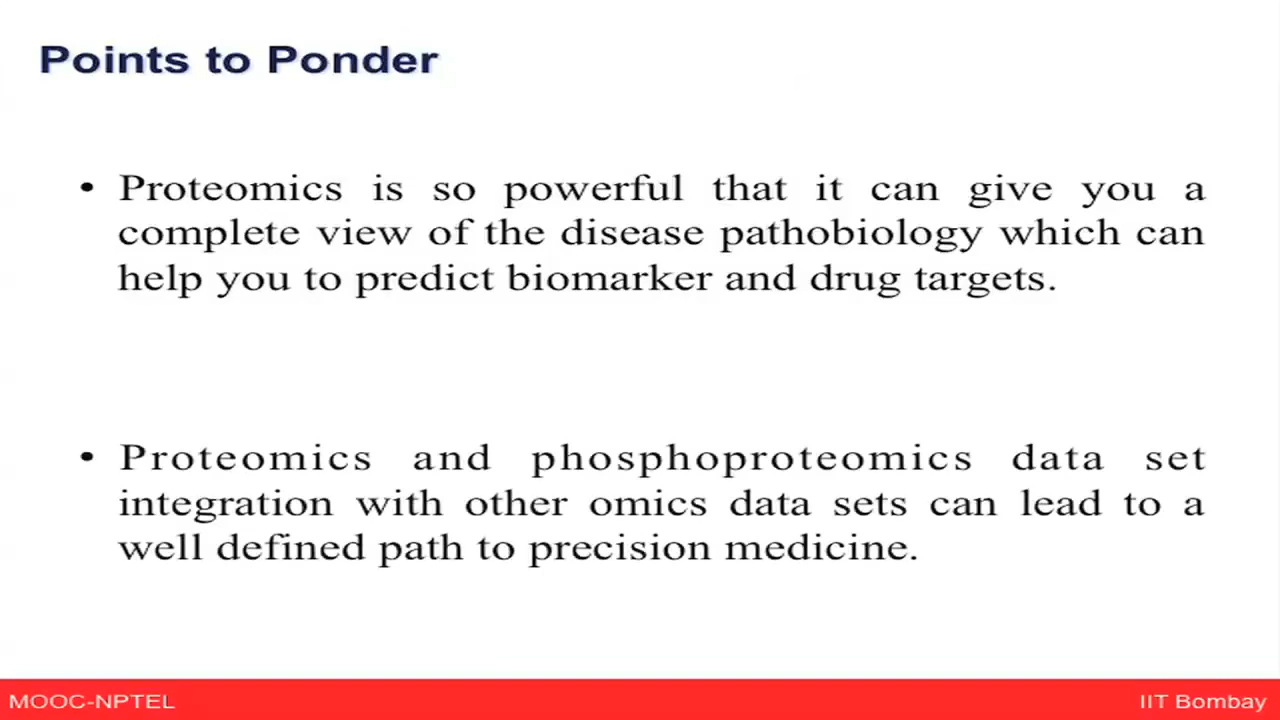 Points to Ponder
• Proteomics is so powerful that it can give you a
complete view of the disease pathobiology which can
help you to predict biomarker and drug targets.
• Proteomics and phosphoproteomics data set
integration with other omics data sets can lead to a
well defined path to precision medicine.
MOOC-NPTEL
IIT Bombay